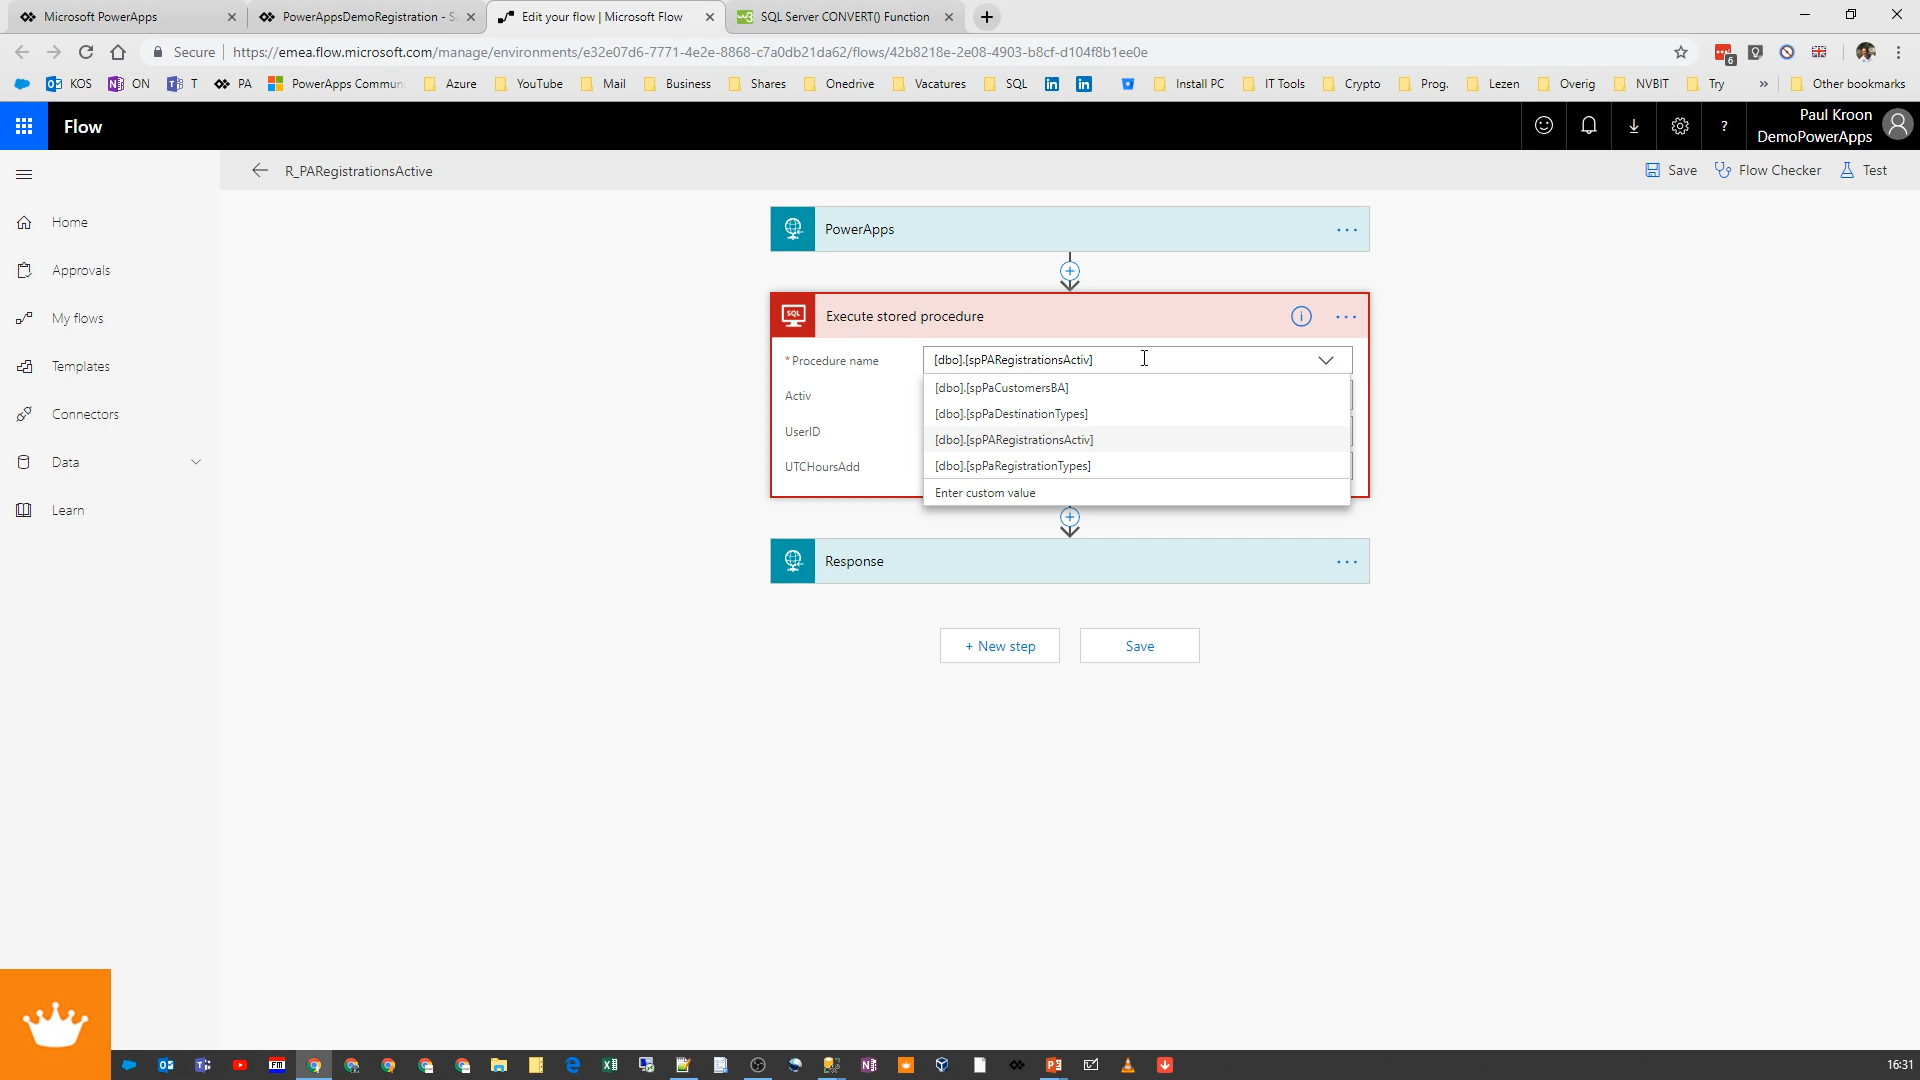 Microsoft PowerApps
PowerAppsDemoRegistration - S
Edit your flow | Microsoft Flow
SQL Server CONVERT() Function
Secure
https://emea.flow.microsoft.com/manage/environments/e32e07d6-7771-4e2e-8868-c7a0db21da62/flows/42b8218e-2e08-4903-b8cf-d104f8b1ee0e
6
KOS ON T PA PowerApps Commun Azure YouTube Mail Business Shares Onedrive Vacatures SQL Install PC IT Tools Crypto Prog. Lezen Overig NVBIT Try » Other bookmarks
Flow
?
Paul Kroon
DemoPowerApps
R_PARegistrationsActive
Save Flow Checker Test
Home
Approvals
My flows
Templates
Connectors
Data
Learn
PowerApps
...
SQL
Execute stored procedure
...
* Procedure name
[dbo].[spPARegistrationsActiv]
[dbo].[spPaCustomersBA]
Activ
[dbo].[spPaDestinationTypes]
UserID
[dbo].[spPARegistrationsActiv]
UTCHoursAdd
[dbo].[spPaRegistrationTypes]
Enter custom value
Response
...
+ New step
Save
FM
16:31